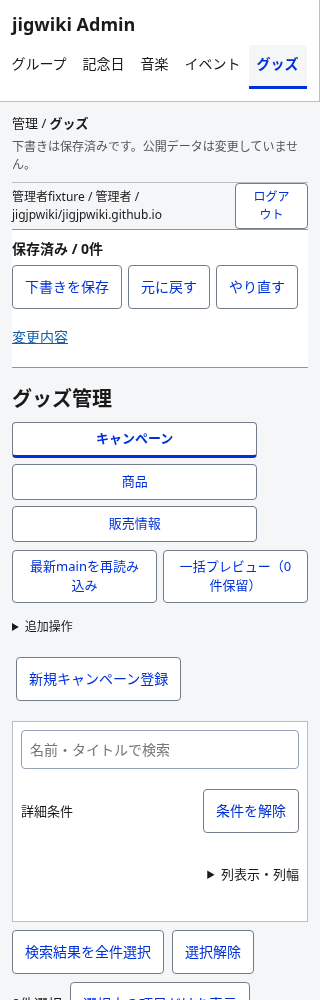 jigwiki Admin
グループ 記念日 音楽 イベント グッズ
管理 / グッズ
下書きは保存済みです。公開データは変更していませ
ん。
管理者fixture / 管理者 /
jigjpwiki/jigjpwiki.github.io
ログア
ウト
保存済み / 0件
下書きを保存 元に戻す やり直す
変更内容
グッズ管理
キャンペーン
商品
販売情報
最新mainを再読み
込み
一括プレビュー（0
件保留）
▶ 追加操作
新規キャンペーン登録
名前・タイトルで検索
詳細条件 条件を解除
▶ 列表示・列幅
検索結果を全件選択 選択解除